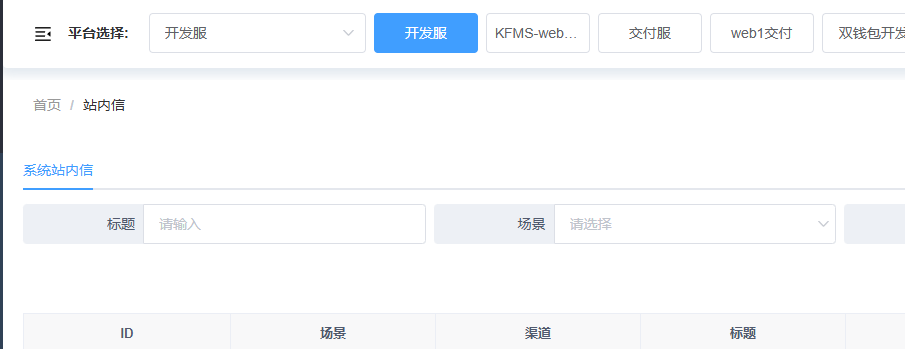 平台选择: 开发服 开发服 KFMS-web... 交付服 web1交付 双钱包开发
首页 / 站内信
系统站内信
标题 请输入 场景 请选择
ID 场景 渠道 标题